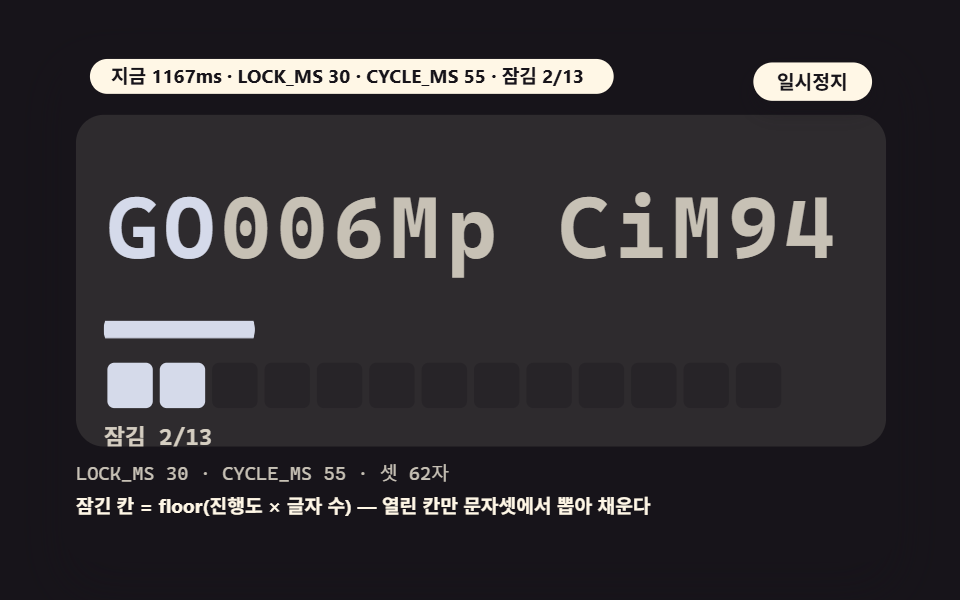 지금 1167ms · LOCK_MS 30 · CYCLE_MS 55 · 잠김 2/13
일시정지
GO006Mp CiM94
잠김 2/13
LOCK_MS 30 · CYCLE_MS 55 · 셋 62자
잠긴 칸 = floor(진행도 × 글자 수) — 열린 칸만 문자셋에서 뽑아 채운다